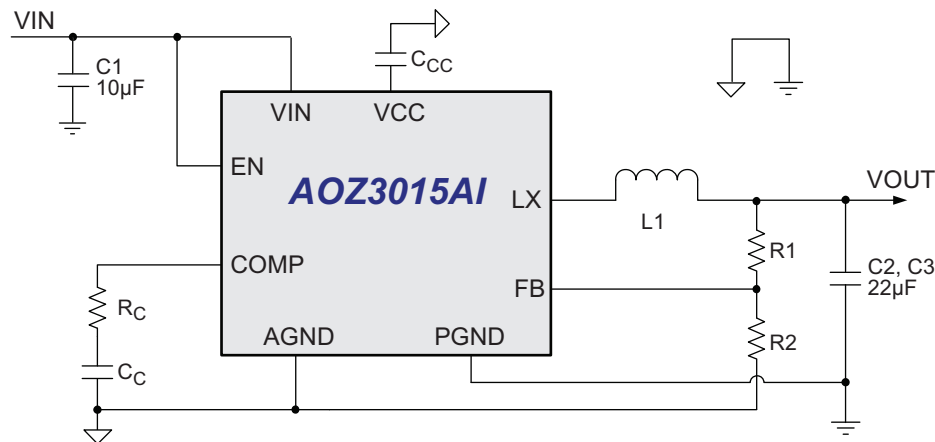 VIN
C1
10µF
CCC
VIN
VCC
EN
AOZ3015AI
LX
L1
VOUT
R1
C2, C3
22µF
COMP
FB
RC
AGND
PGND
R2
CC